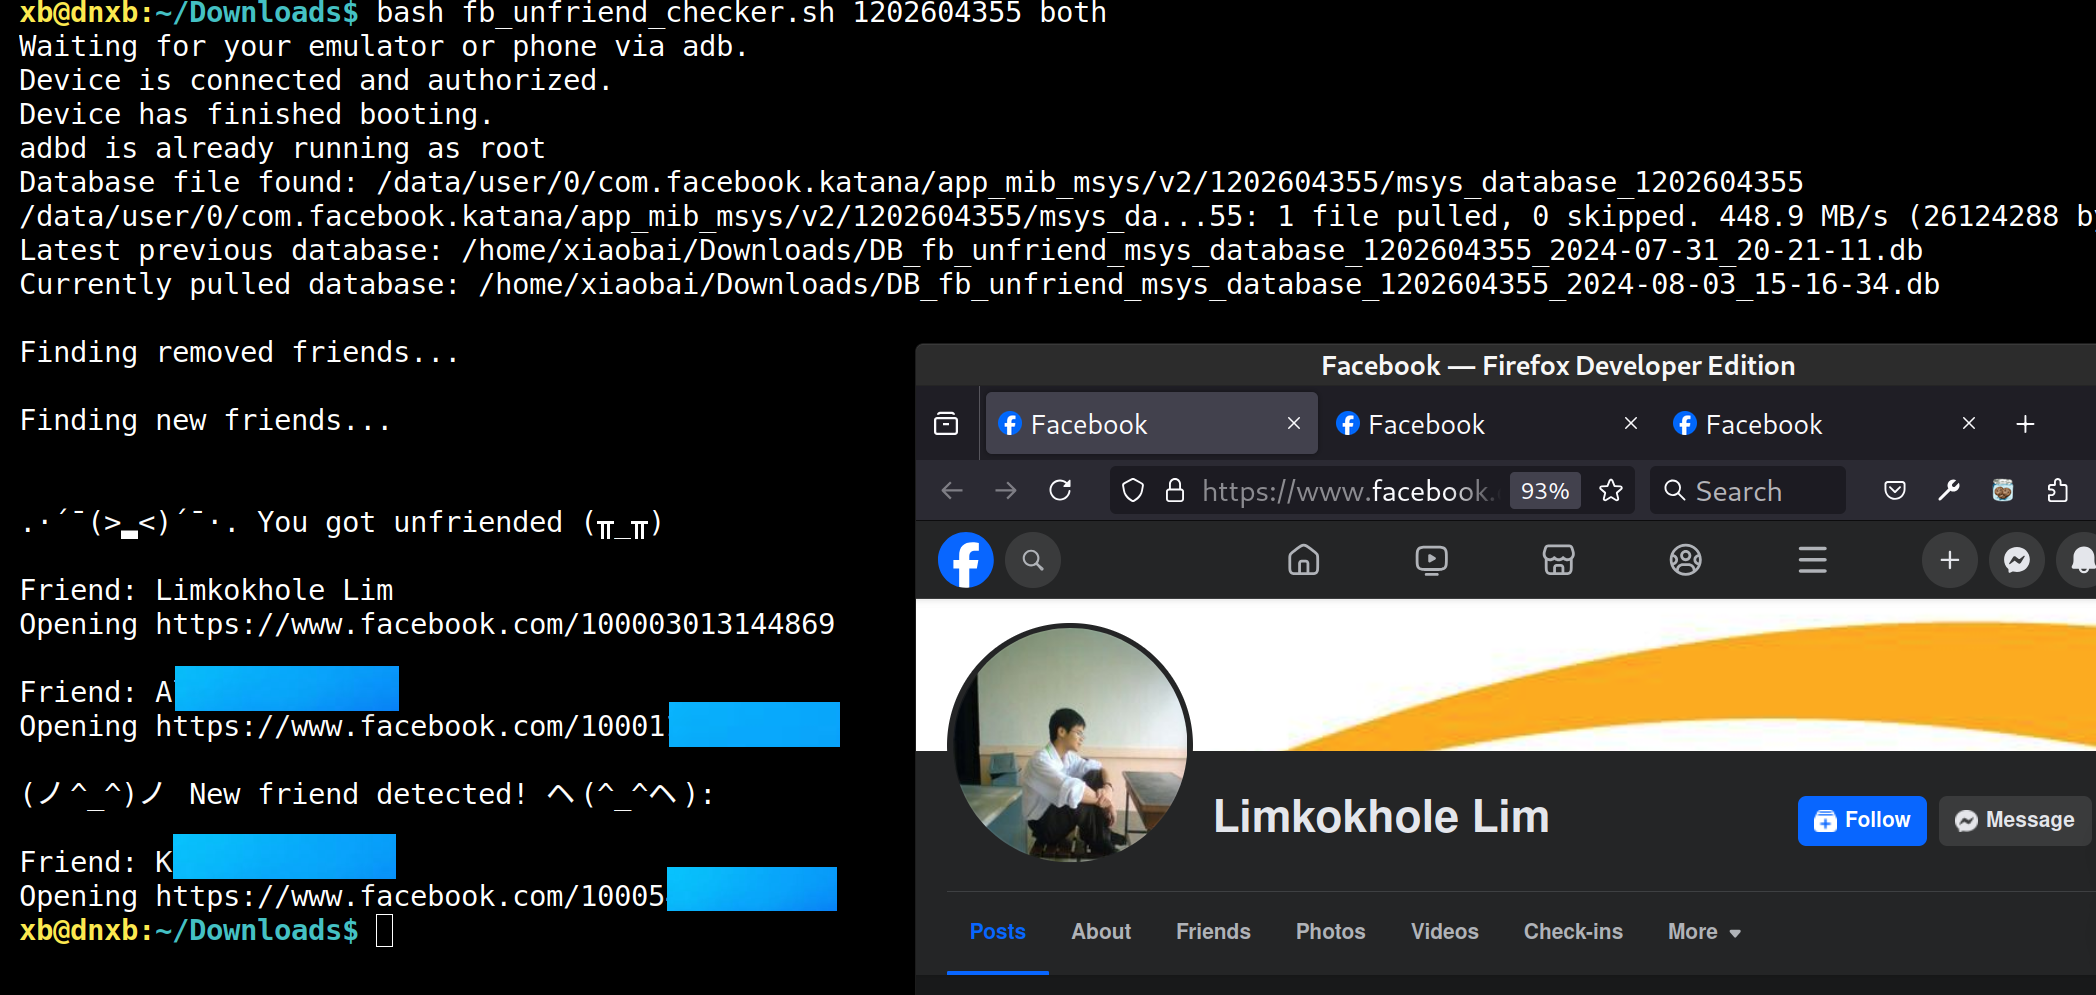 xb@dnxb:~/Downloads$ bash fb_unfriend_checker.sh 1202604355 both
Waiting for your emulator or phone via adb.
Device is connected and authorized.
Device has finished booting.
adbd is already running as root
Database file found: /data/user/0/com.facebook.katana/app_mib_msys/v2/1202604355/msys_database_1202604355
/data/user/0/com.facebook.katana/app_mib_msys/v2/1202604355/msys_da...55: 1 file pulled, 0 skipped. 448.9 MB/s (26124288 by
Latest previous database: /home/xiaobai/Downloads/DB_fb_unfriend_msys_database_1202604355_2024-07-31_20-21-11.db
Currently pulled database: /home/xiaobai/Downloads/DB_fb_unfriend_msys_database_1202604355_2024-08-03_15-16-34.db
Finding removed friends...
Finding new friends...
.·´¯(>▂<)´¯·. You got unfriended (╥_╥)
Friend: Limkokhole Lim
Opening https://www.facebook.com/100003013144869
Friend: A
Opening https://www.facebook.com/10001
(ノ^_^)ノ New friend detected! ヘ(^_^ヘ):
Friend: K
Opening https://www.facebook.com/10005
xb@dnxb:~/Downloads$
Facebook — Firefox Developer Edition
Facebook
Facebook
Facebook
https://www.facebook. 93% Search
Limkokhole Lim
Follow
Message
Posts About Friends Photos Videos Check-ins More